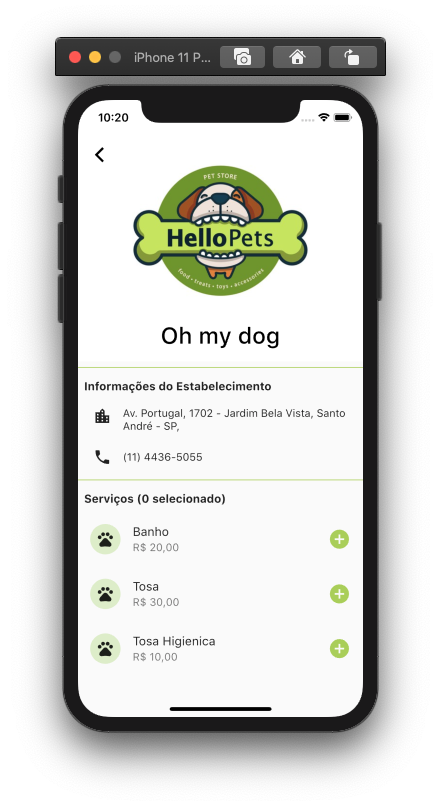 iPhone 11 P...
10:20
PET STORE
HelloPets
food • treats • toys • accessories
Oh my dog
Informações do Estabelecimento
Av. Portugal, 1702 - Jardim Bela Vista, Santo
André - SP,
(11) 4436-5055
Serviços (0 selecionado)
Banho
R$ 20,00
Tosa
R$ 30,00
Tosa Higienica
R$ 10,00